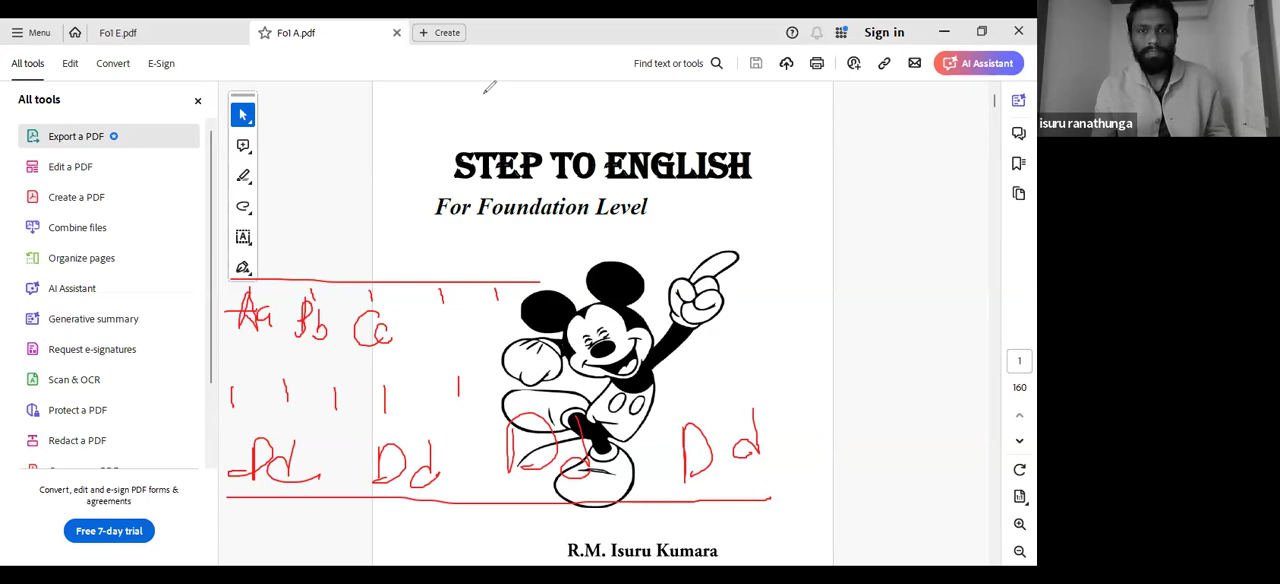 Menu Fo1 E.pdf Fo1 A.pdf Create Sign in
All tools Edit Convert E-Sign Find text or tools AI Assistant
All tools
Export a PDF
Edit a PDF
Create a PDF
Combine files
Organize pages
AI Assistant
Generative summary
Request e-signatures
Scan & OCR
Protect a PDF
Redact a PDF
Convert, edit and e-sign PDF forms &
agreements
Free 7-day trial
STEP TO ENGLISH
For Foundation Level
Aa Bb Cc
Dd Dd Dd Dd
R.M. Isuru Kumara
1
160
isuru ranathunga